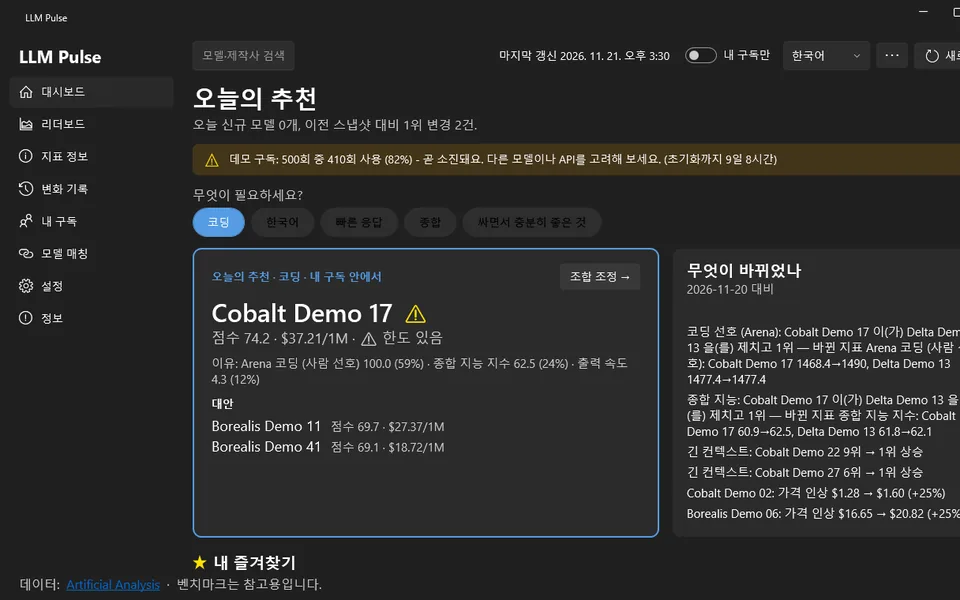 LLM Pulse
LLM Pulse
모델·제작사 검색
마지막 갱신 2026. 11. 21. 오후 3:30
내 구독만
한국어
대시보드
리더보드
지표 정보
변화 기록
내 구독
모델 매칭
설정
정보
오늘의 추천
오늘 신규 모델 0개, 이전 스냅샷 대비 1위 변경 2건.
데모 구독: 500회 중 410회 사용 (82%) - 곧 소진돼요. 다른 모델이나 API를 고려해 보세요. (초기화까지 9일 8시간)
무엇이 필요하세요?
코딩
한국어
빠른 응답
종합
싸면서 충분히 좋은 것
오늘의 추천 · 코딩 · 내 구독 안에서
조합 조정 →
Cobalt Demo 17
점수 74.2 · $37.21/1M · ⚠ 한도 있음
이유: Arena 코딩 (사람 선호) 100.0 (59%) · 종합 지능 지수 62.5 (24%) · 출력 속도
4.3 (12%)
대안
Borealis Demo 11 점수 69.7 · $27.37/1M
Borealis Demo 41 점수 69.1 · $18.72/1M
무엇이 바뀌었나
2026-11-20 대비
코딩 선호 (Arena): Cobalt Demo 17 이(가) Delta Dem
13 을(를) 제치고 1위 — 바뀐 지표 Arena 코딩 (사람
호): Cobalt Demo 17 1468.4→1490, Delta Demo 13
1477.4→1477.4
종합 지능: Cobalt Demo 17 이(가) Delta Demo 13 을
(를) 제치고 1위 — 바뀐 지표 종합 지능 지수: Cobalt
Demo 17 60.9→62.5, Delta Demo 13 61.8→62.1
긴 컨텍스트: Cobalt Demo 22 9위 → 1위 상승
긴 컨텍스트: Cobalt Demo 27 6위 → 1위 상승
Cobalt Demo 02: 가격 인상 $1.28 → $1.60 (+25%)
Borealis Demo 06: 가격 인상 $16.65 → $20.82 (+25%
★ 내 즐겨찾기
데이터: Artificial Analysis · 벤치마크는 참고용입니다.